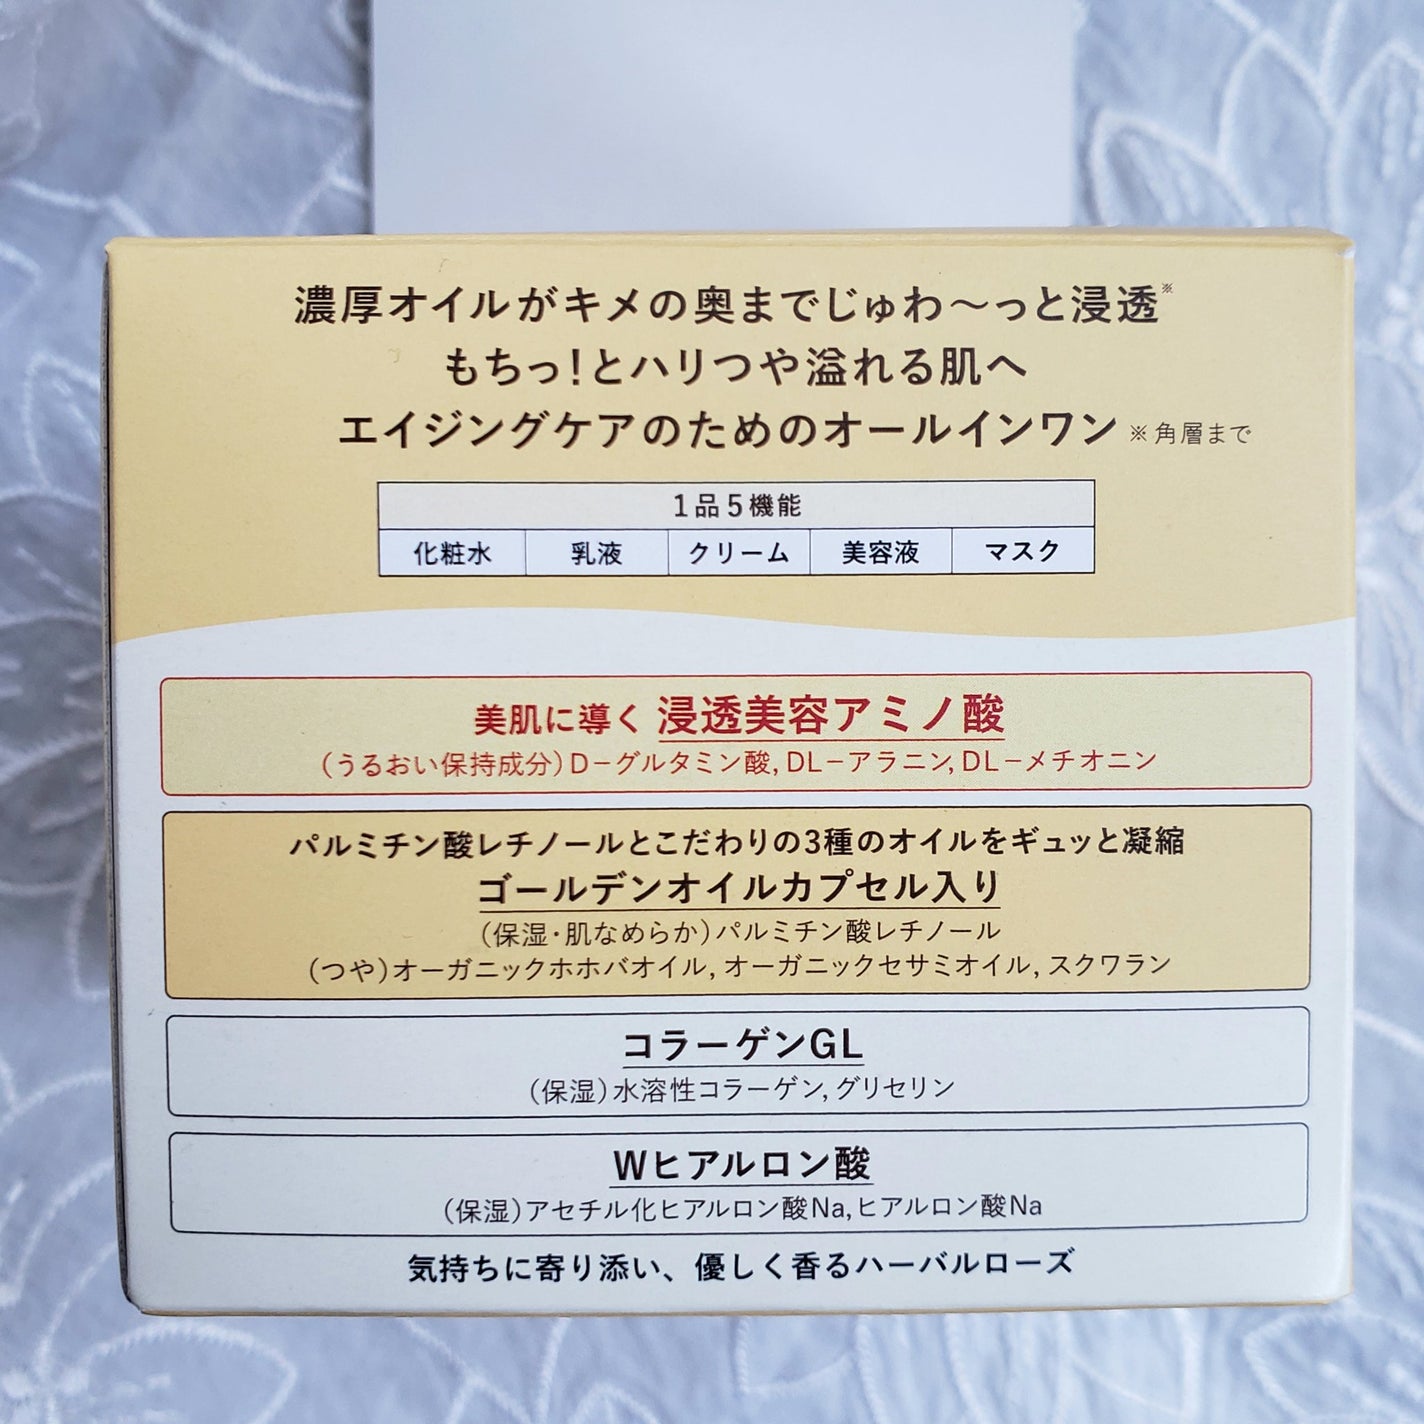 濃厚オイルがキメの奥までじゅわ〜っと浸透※
もちっ!とハリつや溢れる肌へ
エイジングケアのためのオールインワン ※角層まで
1品5機能
化粧水 乳液 クリーム 美容液 マスク
美肌に導く 浸透美容アミノ酸
(うるおい保持成分)D−グルタミン酸, DL−アラニン, DL−メチオニン
パルミチン酸レチノールとこだわりの3種のオイルをギュッと凝縮
ゴールデンオイルカプセル入り
(保湿・肌なめらか)パルミチン酸レチノール
(つや)オーガニックホホバオイル, オーガニックセサミオイル, スクワラン
コラーゲンGL
(保湿)水溶性コラーゲン, グリセリン
Wヒアルロン酸
(保湿)アセチル化ヒアルロン酸Na, ヒアルロン酸Na
気持ちに寄り添い、優しく香るハーバルローズ